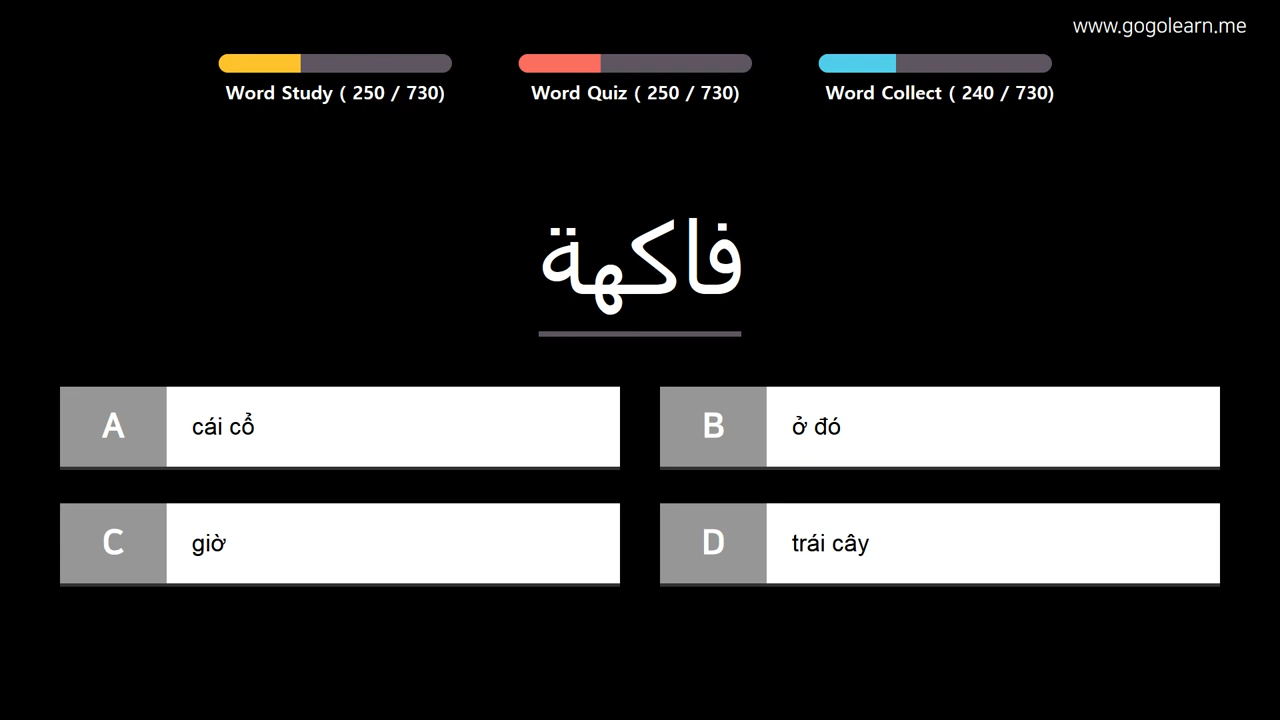 www.gogolearn.me
Word Study ( 250 / 730)
Word Quiz ( 250 / 730)
Word Collect ( 240 / 730)
فاكهة
A cái cổ
B ở đó
C giờ
D trái cây